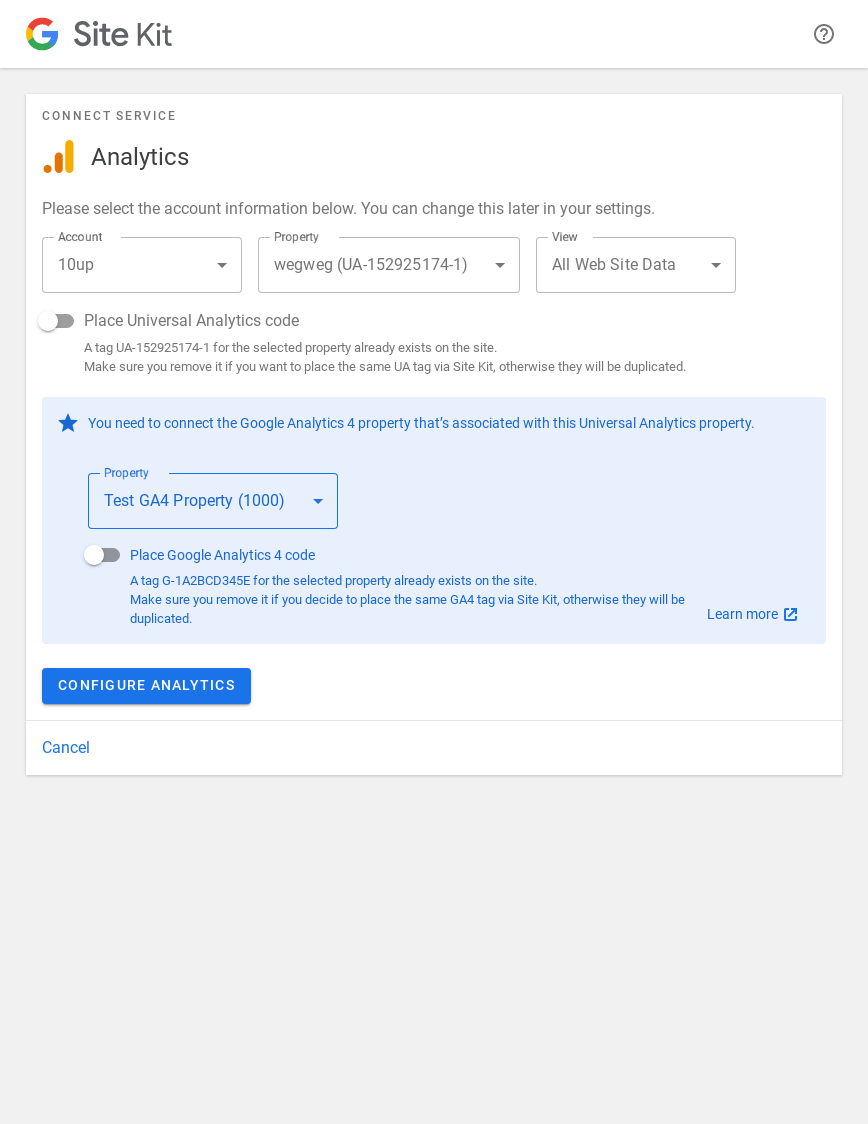 Site Kit
CONNECT SERVICE
Analytics
Please select the account information below. You can change this later in your settings.
Account
10up
Property
wegweg (UA-152925174-1)
View
All Web Site Data
Place Universal Analytics code
A tag UA-152925174-1 for the selected property already exists on the site.
Make sure you remove it if you want to place the same UA tag via Site Kit, otherwise they will be duplicated.
You need to connect the Google Analytics 4 property that’s associated with this Universal Analytics property.
Property
Test GA4 Property (1000)
Place Google Analytics 4 code
A tag G-1A2BCD345E for the selected property already exists on the site.
Make sure you remove it if you decide to place the same GA4 tag via Site Kit, otherwise they will be
duplicated.
Learn more
CONFIGURE ANALYTICS
Cancel